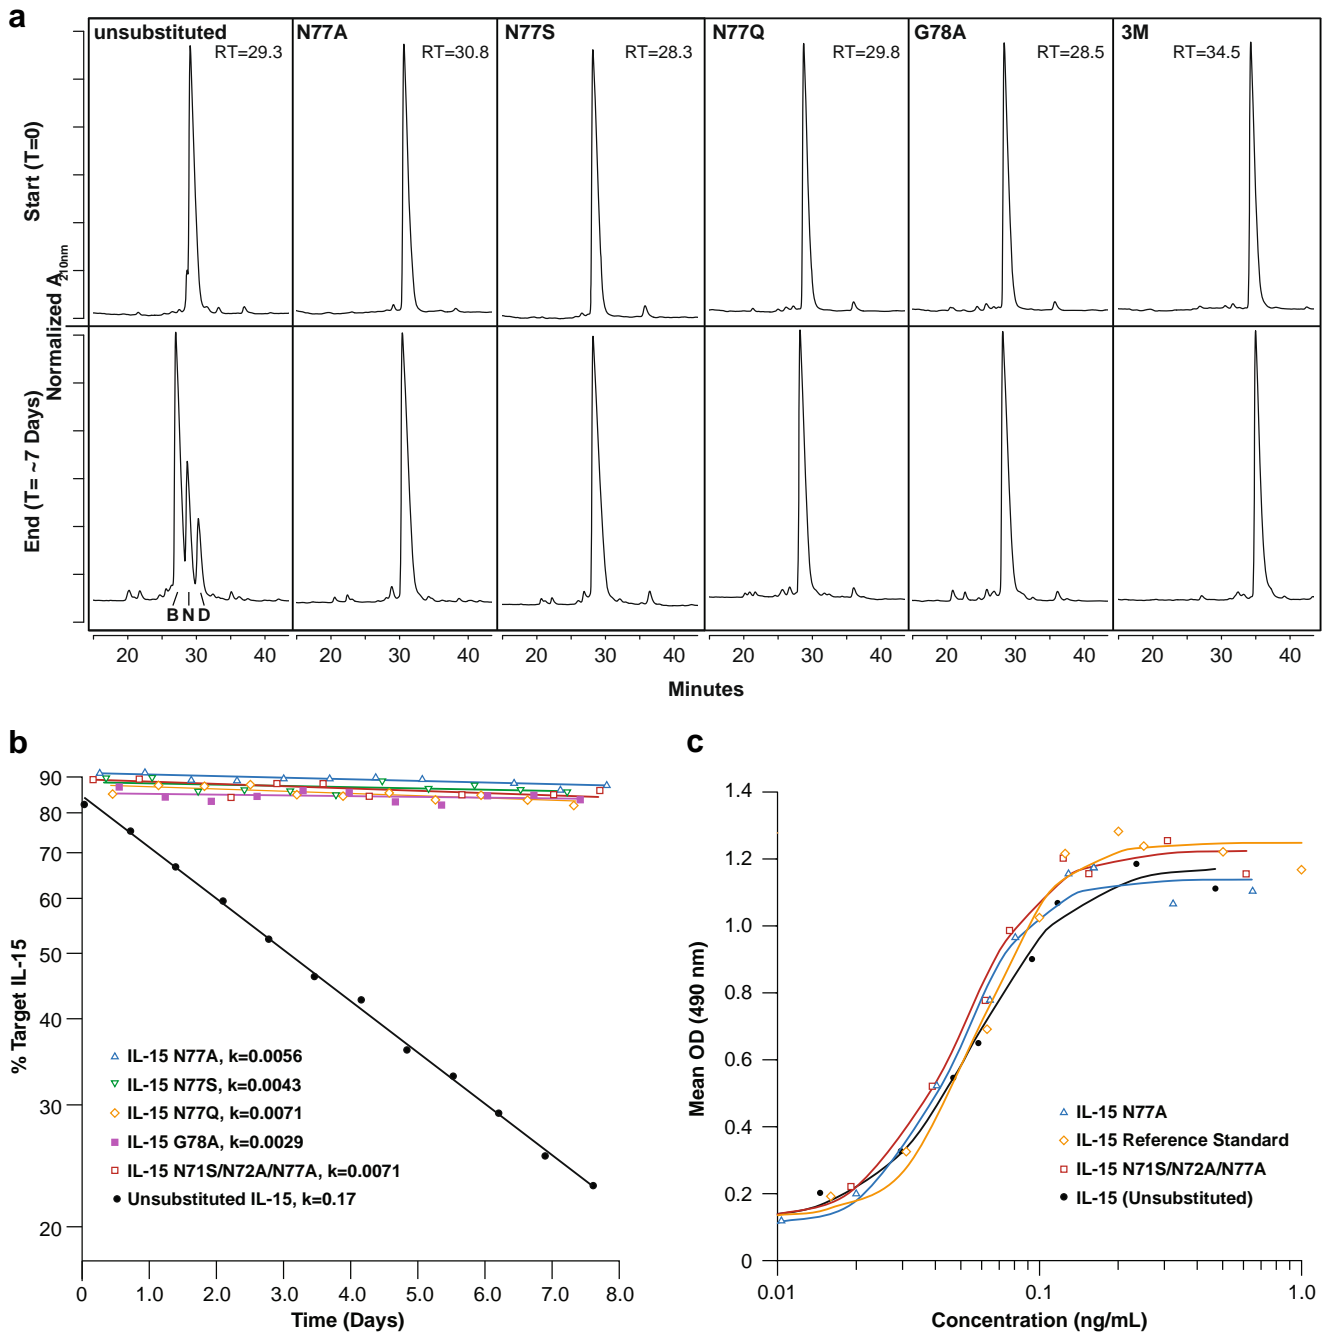 a
unsubstituted
RT=29.3
N77A
RT=30.8
N77S
RT=28.3
N77Q
RT=29.8
G78A
RT=28.5
3M
RT=34.5
Start (T=0)
Normalized A210nm
End (T= ~7 Days)
B N D
20 30 40 20 30 40 20 30 40 20 30 40 20 30 40 20 30 40
Minutes
b
90
80
70
60
50
40
30
20
% Target IL-15
IL-15 N77A, k=0.0056
IL-15 N77S, k=0.0043
IL-15 N77Q, k=0.0071
IL-15 G78A, k=0.0029
IL-15 N71S/N72A/N77A, k=0.0071
Unsubstituted IL-15, k=0.17
0 1.0 2.0 3.0 4.0 5.0 6.0 7.0 8.0
Time (Days)
c
1.4
1.2
1.0
0.8
0.6
0.4
0.2
0
Mean OD (490 nm)
IL-15 N77A
IL-15 Reference Standard
IL-15 N71S/N72A/N77A
IL-15 (Unsubstituted)
0.01 0.1 1.0
Concentration (ng/mL)